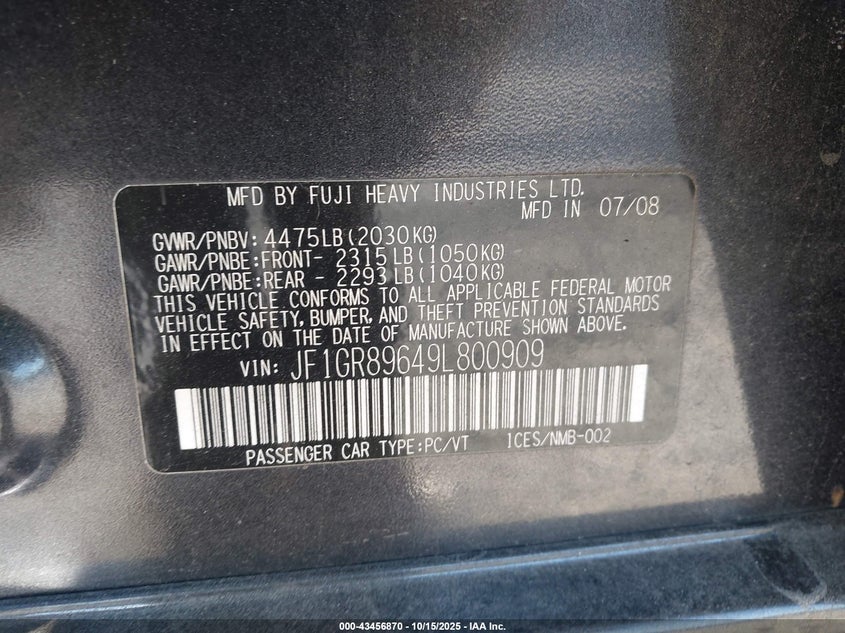 MFD BY FUJI HEAVY INDUSTRIES LTD.
MFD IN 07/08
GVWR/PNBV: 4475LB(2030KG)
GAWR/PNBE:FRONT- 2315LB(1050KG)
GAWR/PNBE:REAR - 2293LB(1040KG)
THIS VEHICLE CONFORMS TO ALL APPLICABLE FEDERAL MOTOR
VEHICLE SAFETY, BUMPER, AND THEFT PREVENTION STANDARDS
IN EFFECT ON THE DATE OF MANUFACTURE SHOWN ABOVE.
VIN: JF1GR89649L800909
PASSENGER CAR TYPE:PC/VT ICES/NMB-002
000-43456870 - 10/15/2025 - IAA Inc.